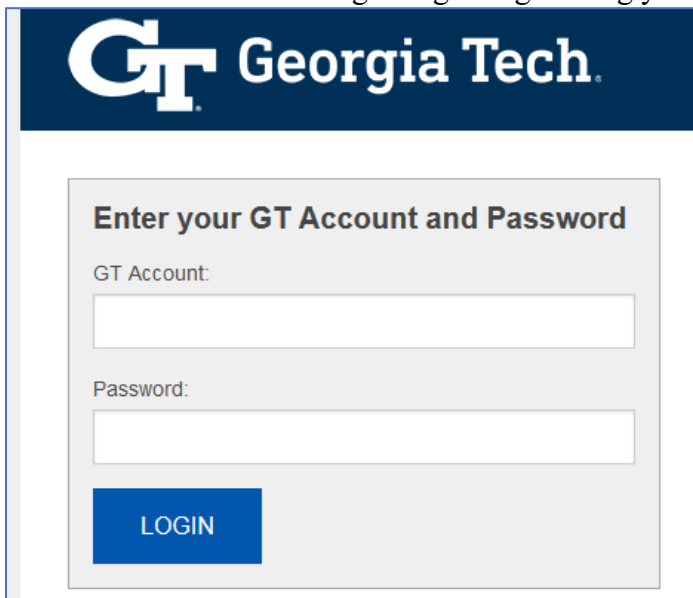 GT Georgia Tech.
Enter your GT Account and Password
GT Account:
Password:
LOGIN